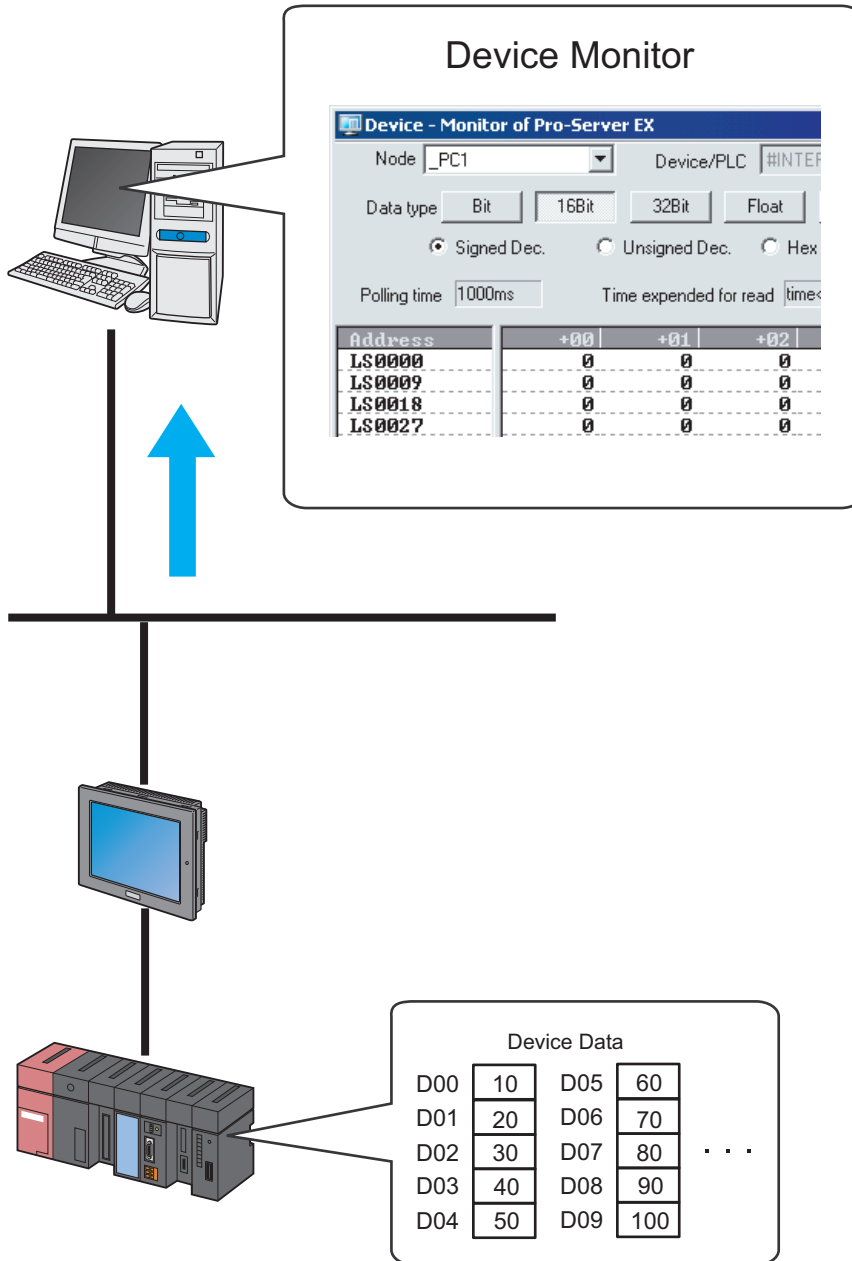 Device Monitor
Device - Monitor of Pro-Server EX
Node _PC1 Device/PLC #INTER
Data type Bit 16Bit 32Bit Float
Signed Dec. Unsigned Dec. Hex
Polling time 1000ms Time expended for read time<
Address +00 +01 +02
LS0000 0 0 0
LS0009 0 0 0
LS0018 0 0 0
LS0027 0 0 0
Device Data
D00 10 D05 60
D01 20 D06 70
D02 30 D07 80 . . .
D03 40 D08 90
D04 50 D09 100